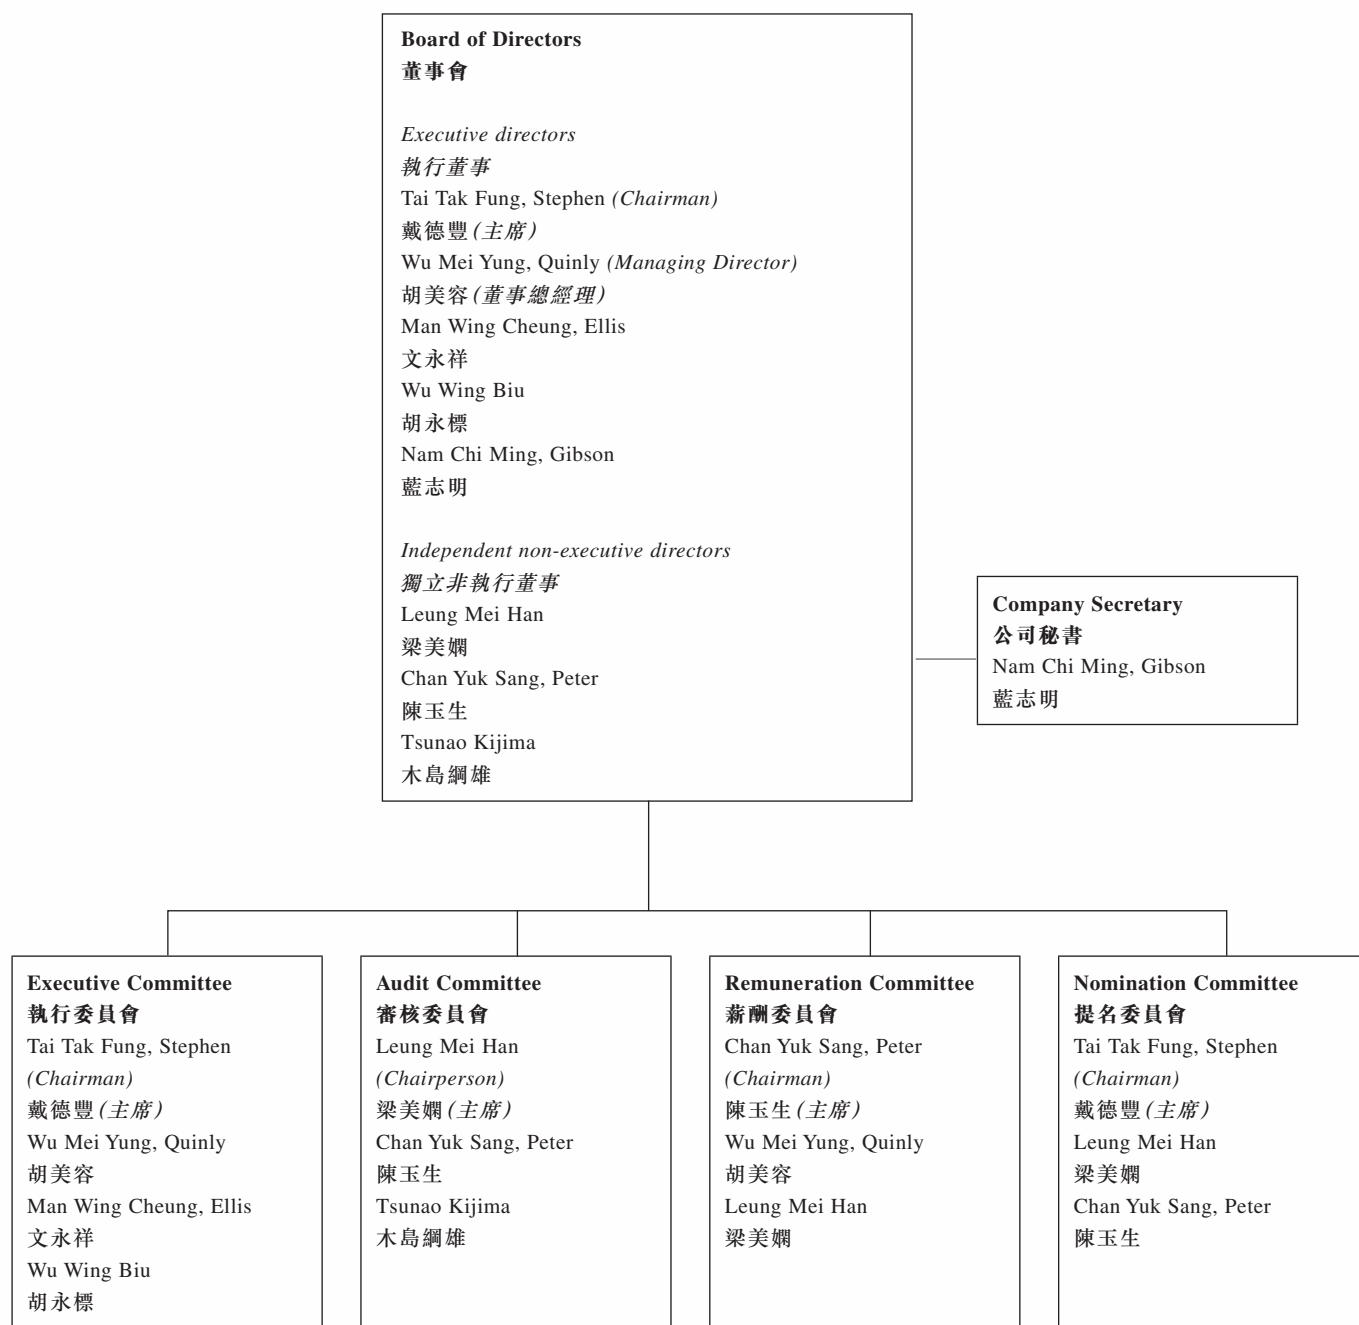 Board of Directors
董事會
Executive directors
執行董事
Tai Tak Fung, Stephen (Chairman)
戴德豐(主席)
Wu Mei Yung, Quinly (Managing Director)
胡美容(董事總經理)
Man Wing Cheung, Ellis
文永祥
Wu Wing Biu
胡永標
Nam Chi Ming, Gibson
藍志明
Independent non-executive directors
獨立非執行董事
Leung Mei Han
梁美嫻
Chan Yuk Sang, Peter
陳玉生
Tsunao Kijima
木島綱雄
Company Secretary
公司秘書
Nam Chi Ming, Gibson
藍志明
Executive Committee
執行委員會
Tai Tak Fung, Stephen
(Chairman)
戴德豐(主席)
Wu Mei Yung, Quinly
胡美容
Man Wing Cheung, Ellis
文永祥
Wu Wing Biu
胡永標
Audit Committee
審核委員會
Leung Mei Han
(Chairperson)
梁美嫻(主席)
Chan Yuk Sang, Peter
陳玉生
Tsunao Kijima
木島綱雄
Remuneration Committee
薪酬委員會
Chan Yuk Sang, Peter
(Chairman)
陳玉生(主席)
Wu Mei Yung, Quinly
胡美容
Leung Mei Han
梁美嫻
Nomination Committee
提名委員會
Tai Tak Fung, Stephen
(Chairman)
戴德豐(主席)
Leung Mei Han
梁美嫻
Chan Yuk Sang, Peter
陳玉生